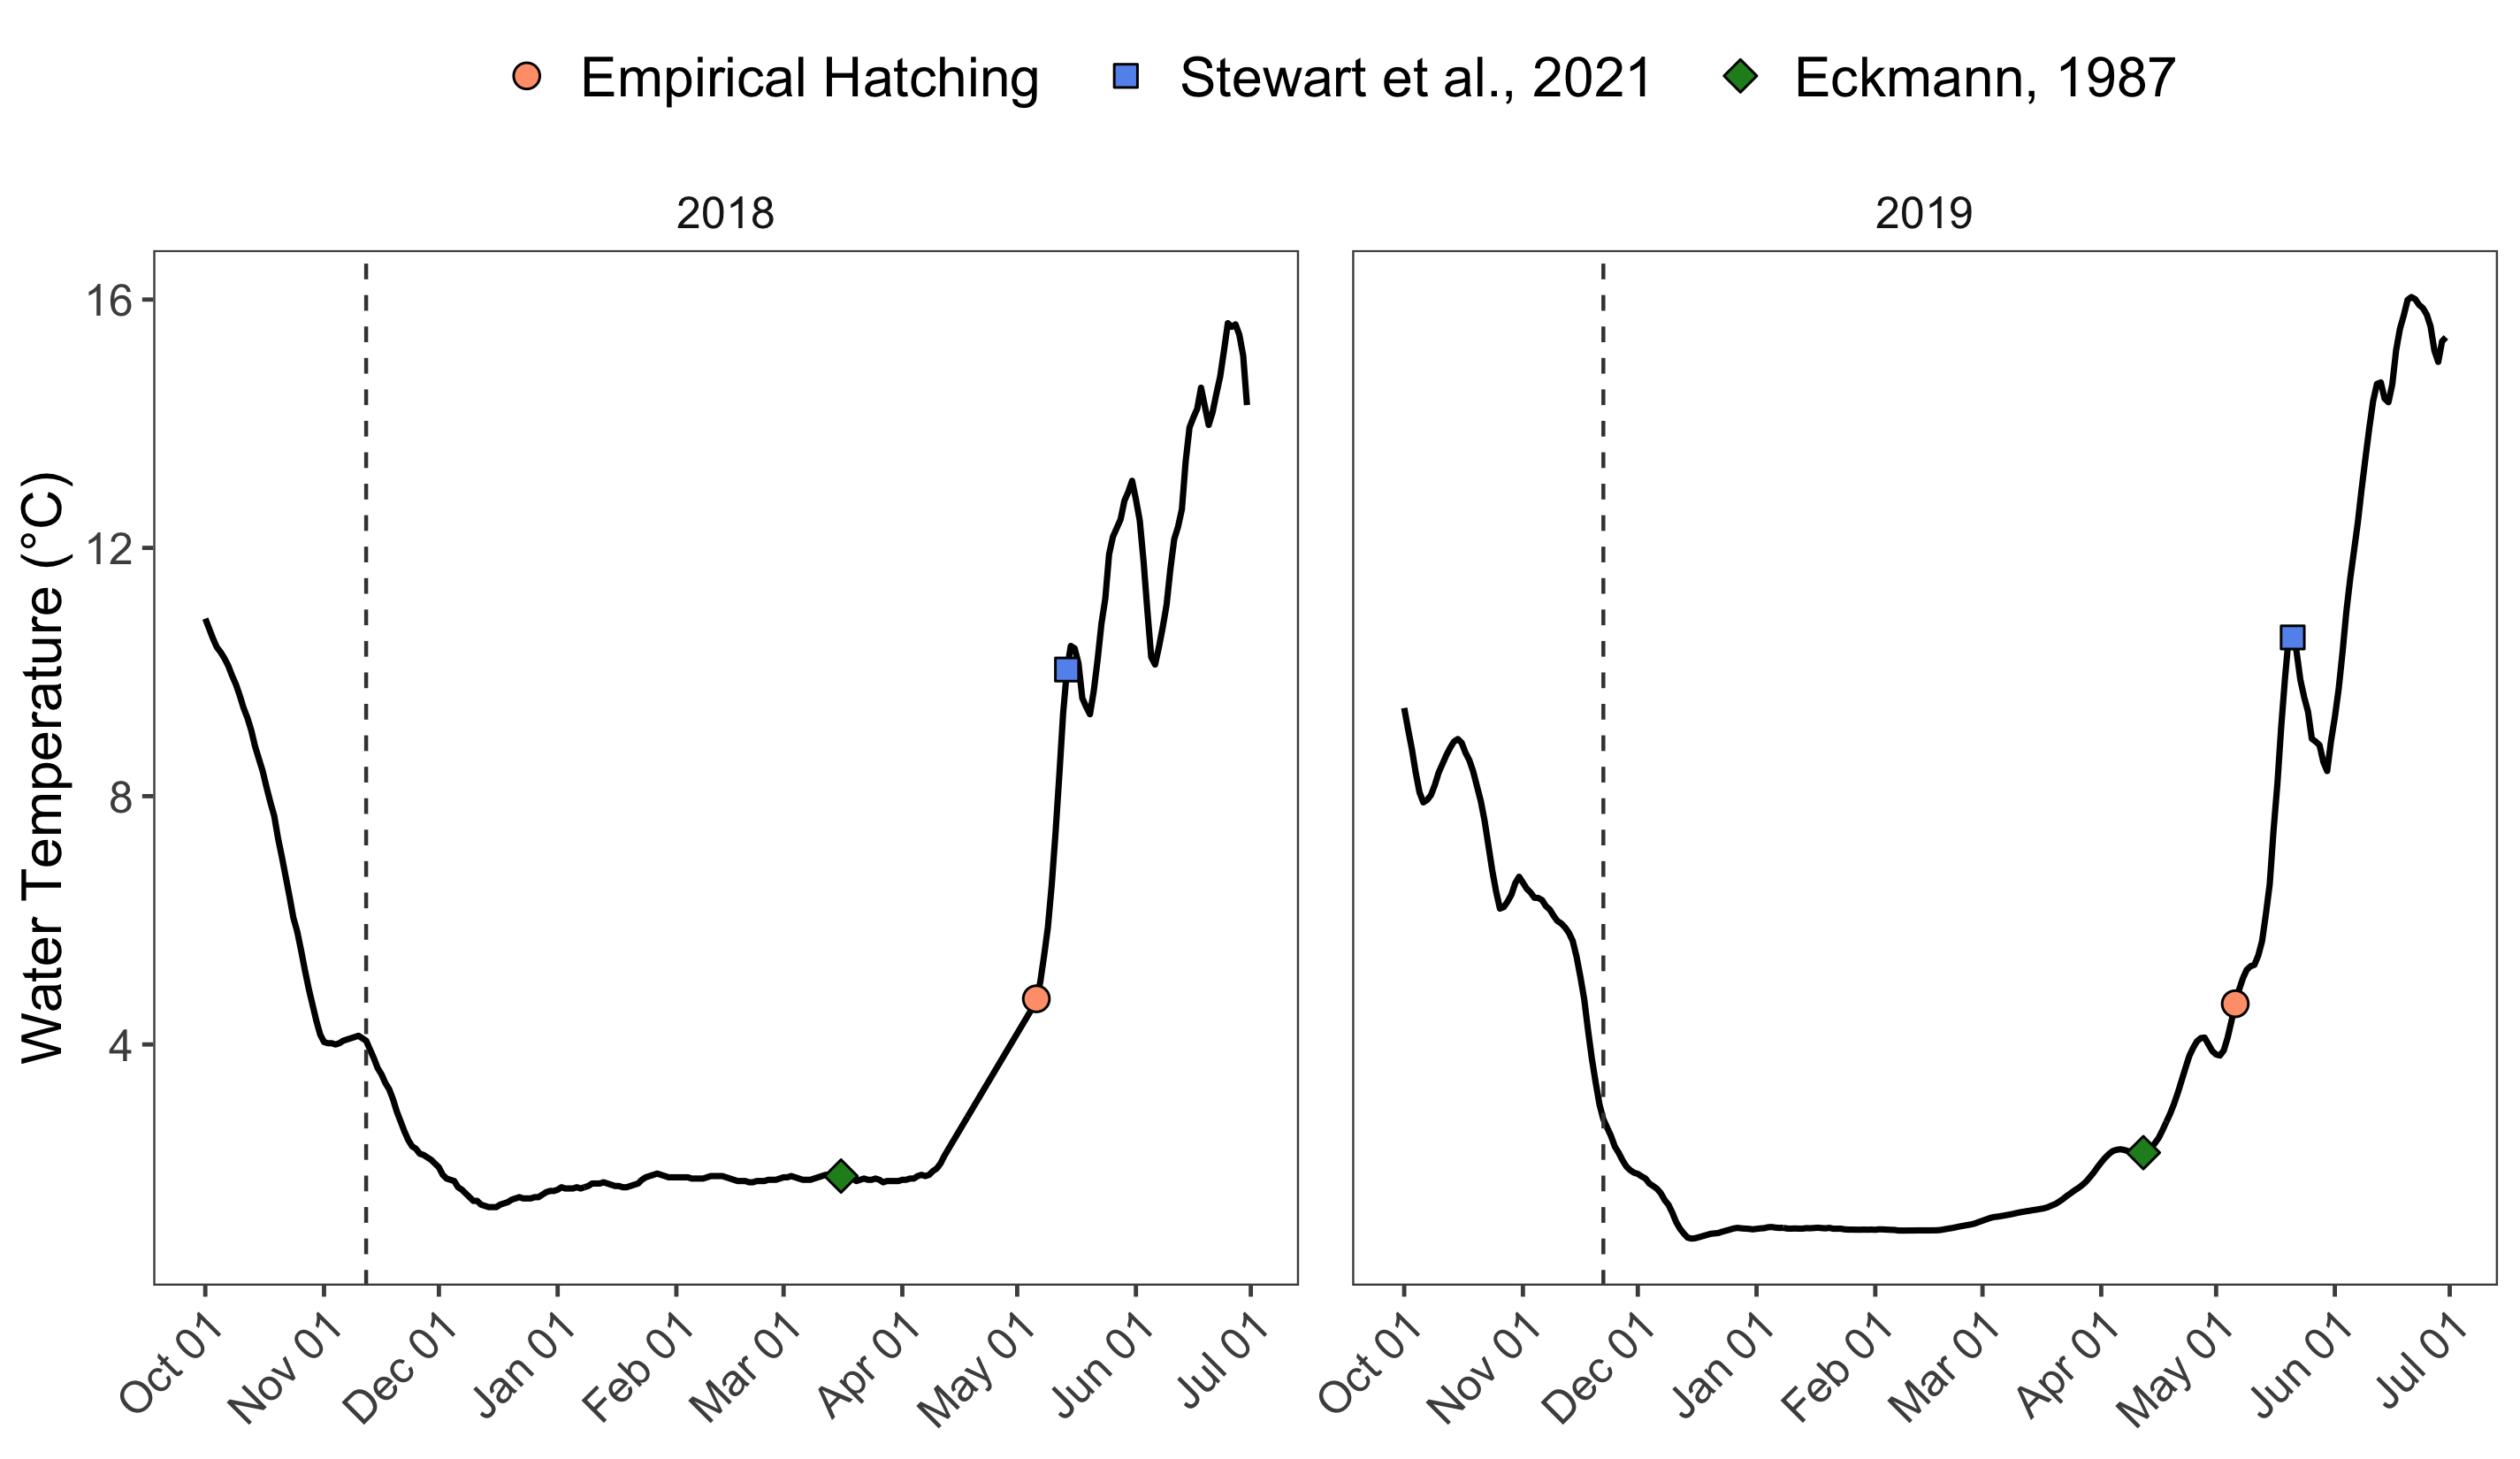 Empirical Hatching Stewart et al., 2021 Eckmann, 1987
2018 2019
Water Temperature (°C)
16
12
8
4
Oct 01 Nov 01 Dec 01 Jan 01 Feb 01 Mar 01 Apr 01 May 01 Jun 01 Jul 01 Oct 01 Nov 01 Dec 01 Jan 01 Feb 01 Mar 01 Apr 01 May 01 Jun 01 Jul 01